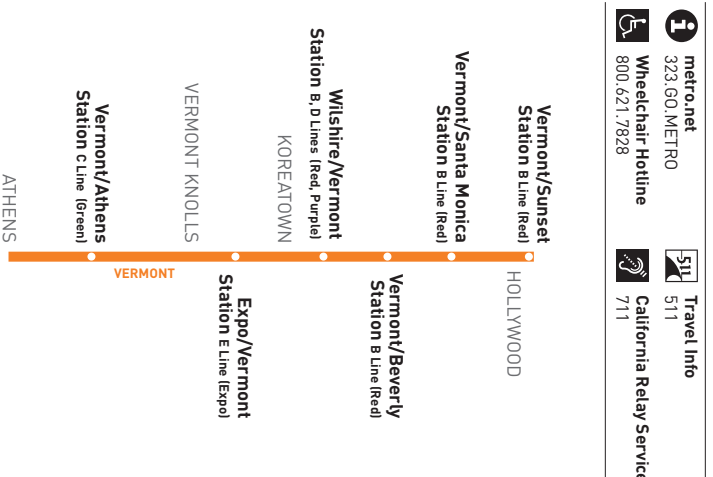 metro.net
323.GO.METRO
Wheelchair Hotline
800.621.7828
511
Travel Info
511
California Relay Service
711
Vermont/Sunset
Station B Line (Red)
HOLLYWOOD
Vermont/Santa Monica
Station B Line (Red)
Vermont/Beverly
Station B Line (Red)
Wilshire/Vermont
Station B, D Lines (Red, Purple)
KOREATOWN
Expo/Vermont
Station E Line (Expo)
VERMONT KNOLLS
VERMONT
Vermont/Athens
Station C Line (Green)
ATHENS